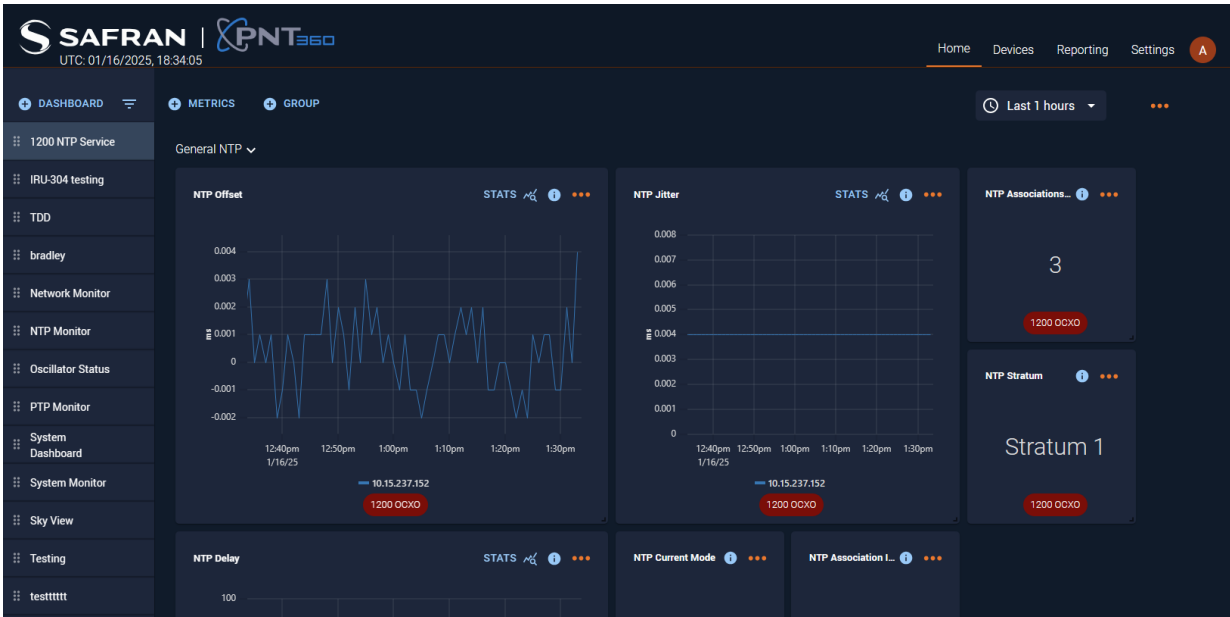 SAFRAN | PNT360
UTC: 01/16/2025, 18:34:05
Home Devices Reporting Settings A
DASHBOARD
METRICS GROUP
Last 1 hours
1200 NTP Service
IRU-304 testing
TDD
bradley
Network Monitor
NTP Monitor
Oscillator Status
PTP Monitor
System
Dashboard
System Monitor
Sky View
Testing
testttttt
General NTP
NTP Offset STATS
0.004
0.003
0.002
0.001
0
-0.001
-0.002
ms
12:40pm 12:50pm 1:00pm 1:10pm 1:20pm 1:30pm
1/16/25
10.15.237.152
1200 OCXO
NTP Jitter STATS
0.008
0.007
0.006
0.005
0.004
0.003
0.002
0.001
0
ms
12:40pm 12:50pm 1:00pm 1:10pm 1:20pm 1:30pm
1/16/25
10.15.237.152
1200 OCXO
NTP Associations...
3
1200 OCXO
NTP Stratum
Stratum 1
1200 OCXO
NTP Delay STATS
100
NTP Current Mode
NTP Association I...